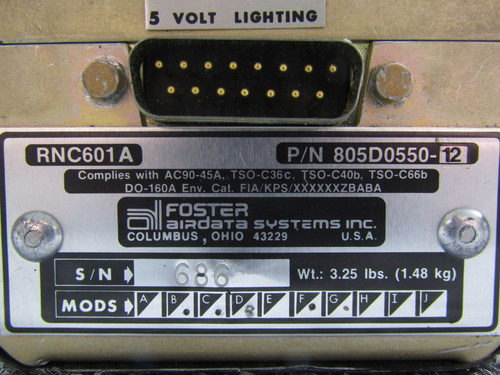 5 VOLT LIGHTING
RNC601A P/N 805D0550-12
Complies with AC90-45A, TSO-C36c, TSO-C40b, TSO-C66b
DO-160A Env. Cat. FIA/KPS/XXXXXXZBABA
FOSTER
AIRDATA SYSTEMS INC.
COLUMBUS, OHIO 43229 U.S.A.
S/N 686 Wt.: 3.25 lbs. (1.48 kg)
MODS A B C D E F G H I J